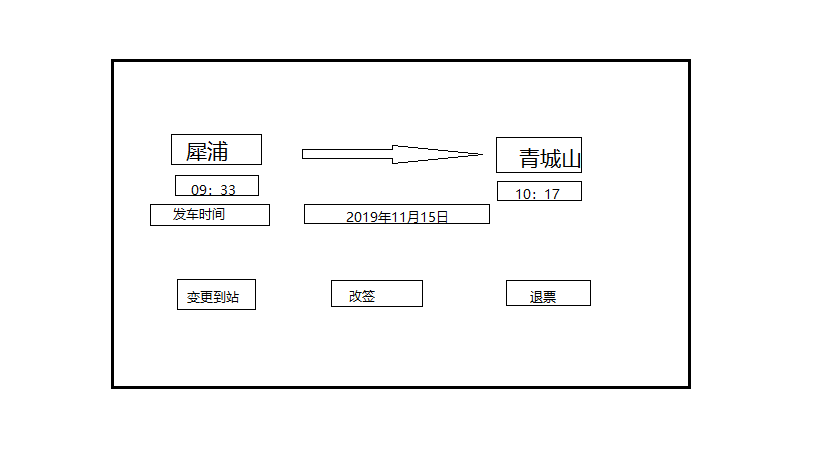 犀浦
青城山
09：33
10：17
发车时间
2019年11月15日
变更到站
改签
退票